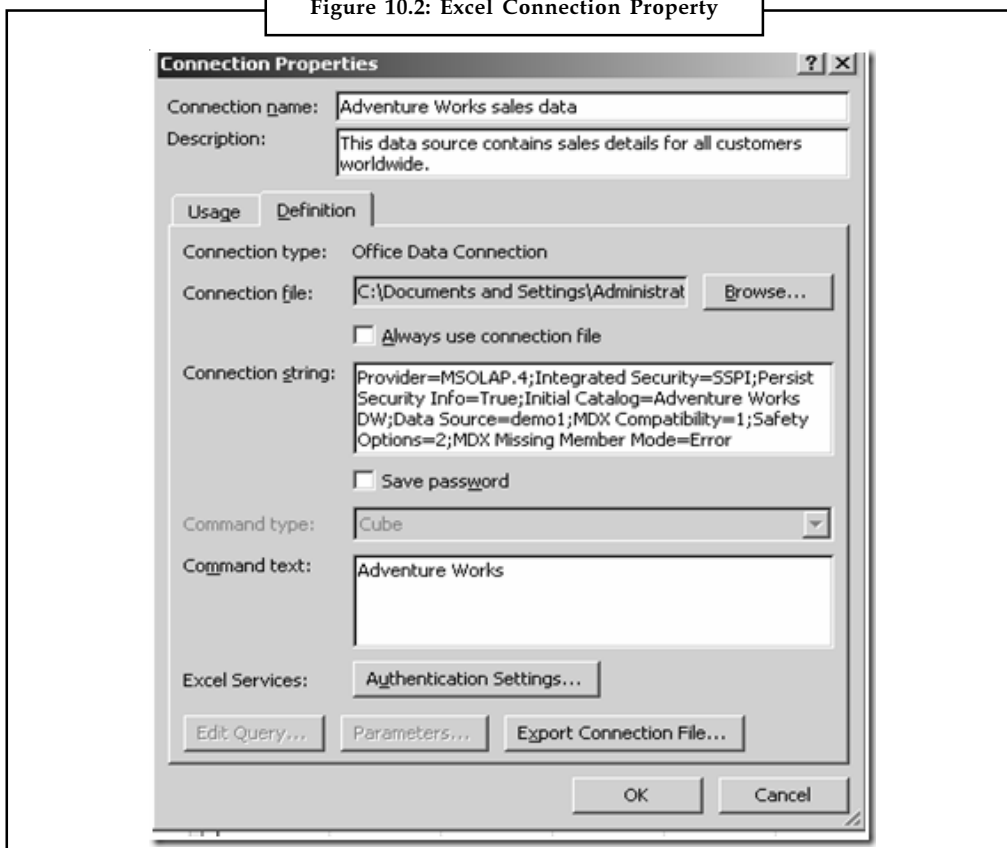 Figure 10.2: Excel Connection Property
Connection Properties
Connection name: Adventure Works sales data
Description: This data source contains sales details for all customers
worldwide.
Usage Definition
Connection type: Office Data Connection
Connection file: C:\Documents and Settings\Administrat Browse...
Always use connection file
Connection string: Provider=MSOLAP.4;Integrated Security=SSPI;Persist
Security Info=True;Initial Catalog=Adventure Works
DW;Data Source=demo1;MDX Compatibility=1;Safety
Options=2;MDX Missing Member Mode=Error
Save password
Command type: Cube
Command text: Adventure Works
Excel Services: Authentication Settings...
Edit Query... Parameters... Export Connection File...
OK Cancel